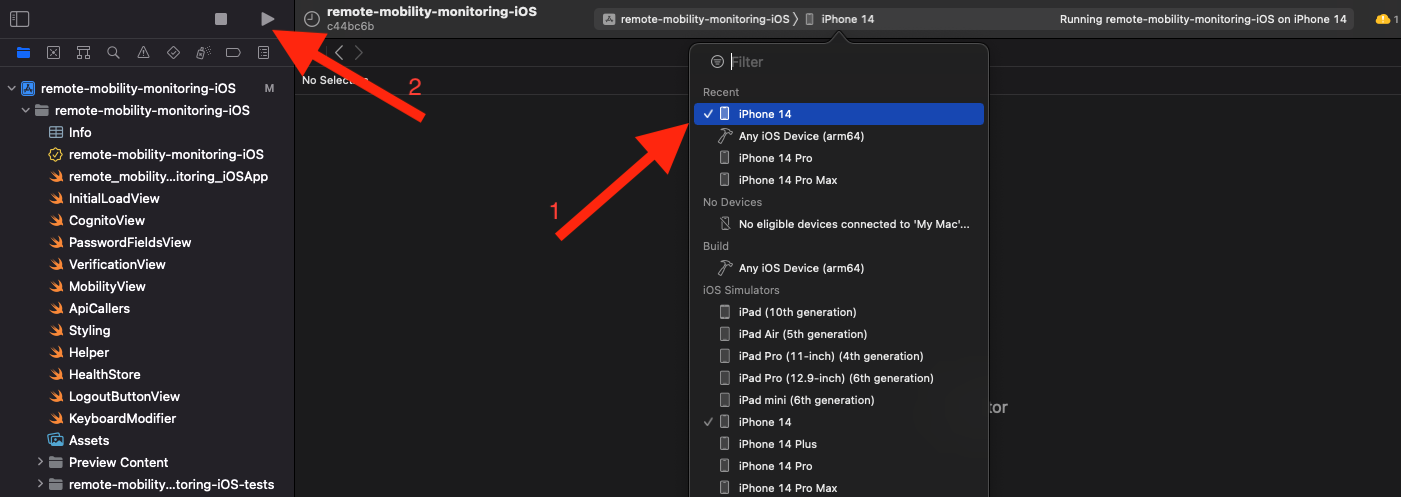 remote-mobility-monitoring-iOS
c44bc6b
remote-mobility-monitoring-iOS
iPhone 14
Running remote-mobility-monitoring-iOS on iPhone 14
1
No Selection
2
1
remote-mobility-monitoring-iOS
M
remote-mobility-monitoring-iOS
Info
remote-mobility-monitoring-iOS
remote_mobility...itoring_iOSApp
InitialLoadView
CognitoView
PasswordFieldsView
VerificationView
MobilityView
ApiCallers
Styling
Helper
HealthStore
LogoutButtonView
KeyboardModifier
Assets
Preview Content
remote-mobility...toring-iOS-tests
Filter
Recent
iPhone 14
Any iOS Device (arm64)
iPhone 14 Pro
iPhone 14 Pro Max
No Devices
No eligible devices connected to 'My Mac'...
Build
Any iOS Device (arm64)
iOS Simulators
iPad (10th generation)
iPad Air (5th generation)
iPad Pro (11-inch) (4th generation)
iPad Pro (12.9-inch) (6th generation)
iPad mini (6th generation)
iPhone 14
iPhone 14 Plus
iPhone 14 Pro
iPhone 14 Pro Max
tor